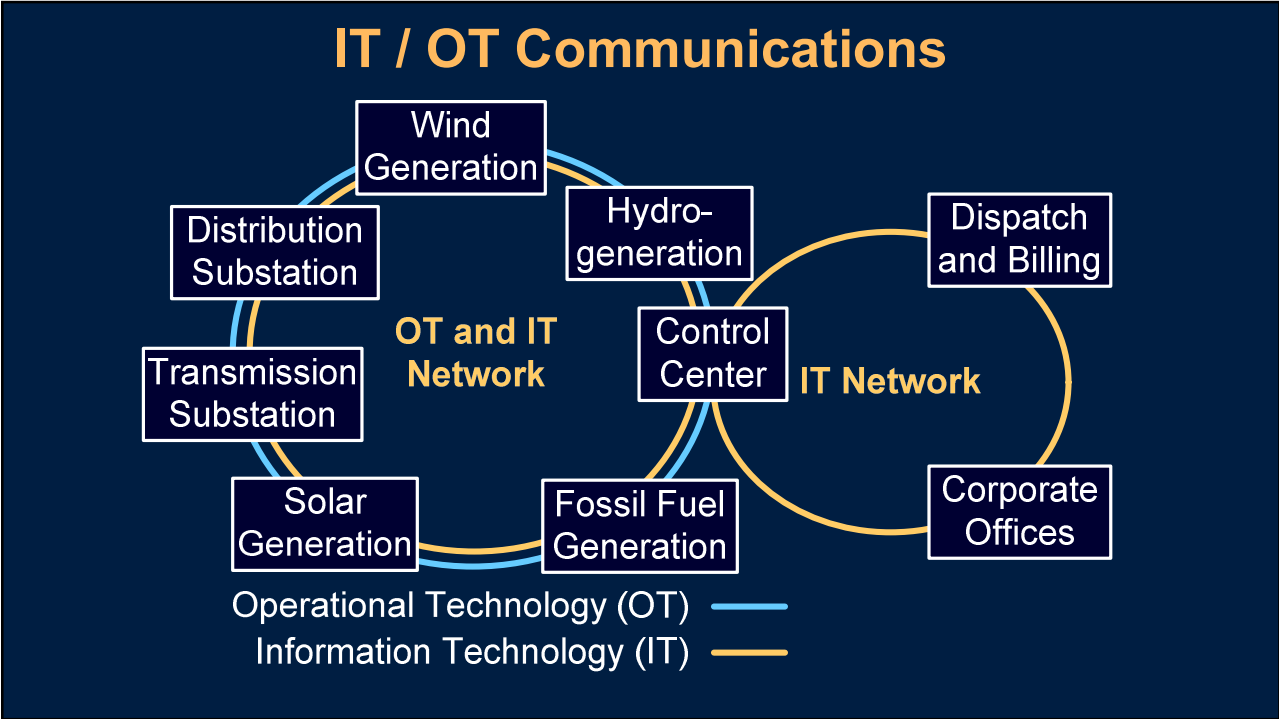 IT / OT Communications
Wind
Generation
Hydro-
generation
Distribution
Substation
Dispatch
and Billing
OT and IT
Network
Control
Center
IT Network
Transmission
Substation
Solar
Generation
Fossil Fuel
Generation
Corporate
Offices
Operational Technology (OT)
Information Technology (IT)